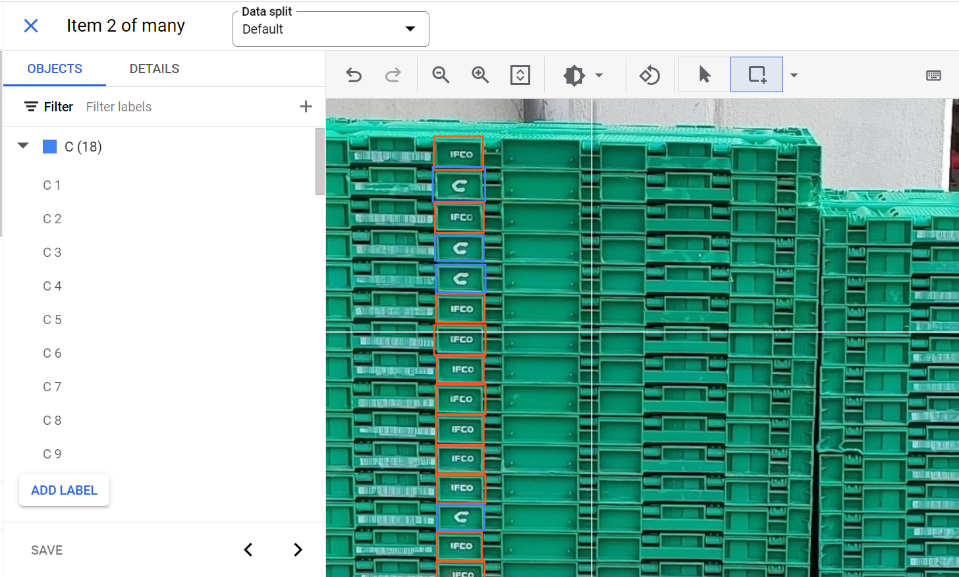 Item 2 of many
Data split
Default
OBJECTS
DETAILS
Filter
Filter labels
C (18)
C 1
C 2
C 3
C 4
C 5
C 6
C 7
C 8
C 9
ADD LABEL
SAVE
IFCO
C
IFCO
C
C
IFCO
IFCO
IFCO
IFCO
IFCO
IFCO
IFCO
C
IFCO
IFCO